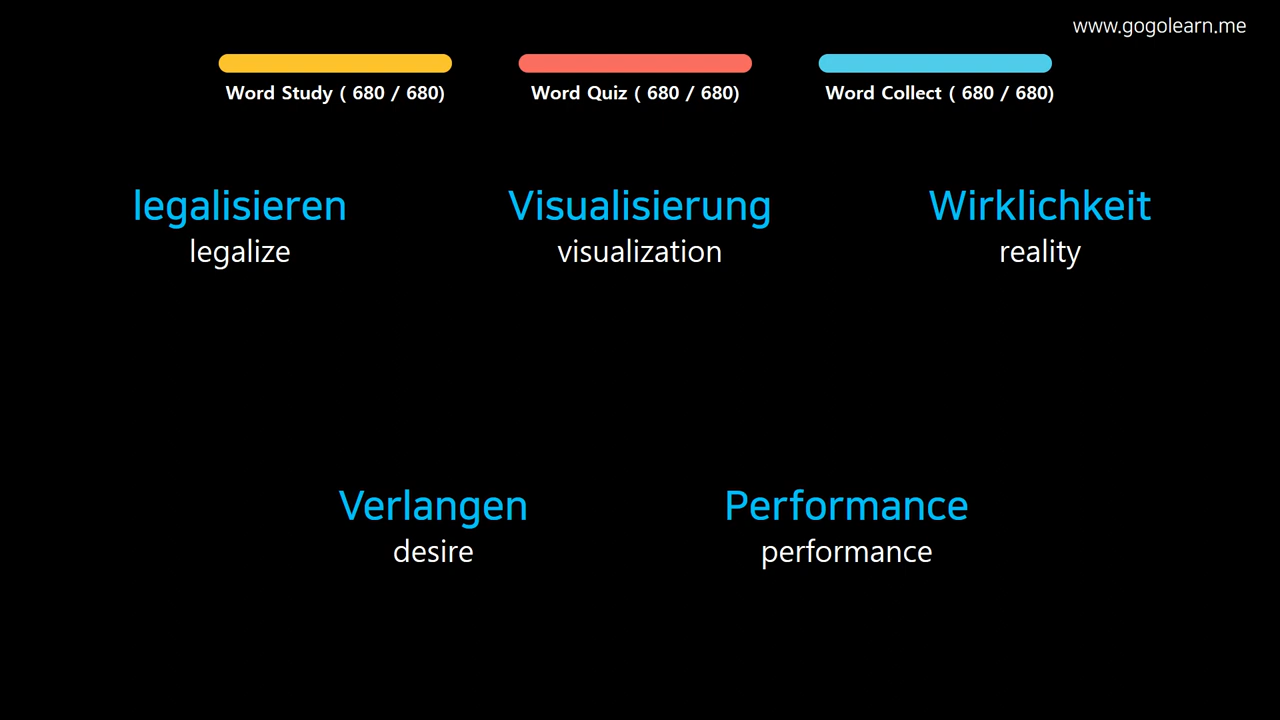 www.gogolearn.me
Word Study ( 680 / 680)
Word Quiz ( 680 / 680)
Word Collect ( 680 / 680)
legalisieren
legalize
Visualisierung
visualization
Wirklichkeit
reality
Verlangen
desire
Performance
performance